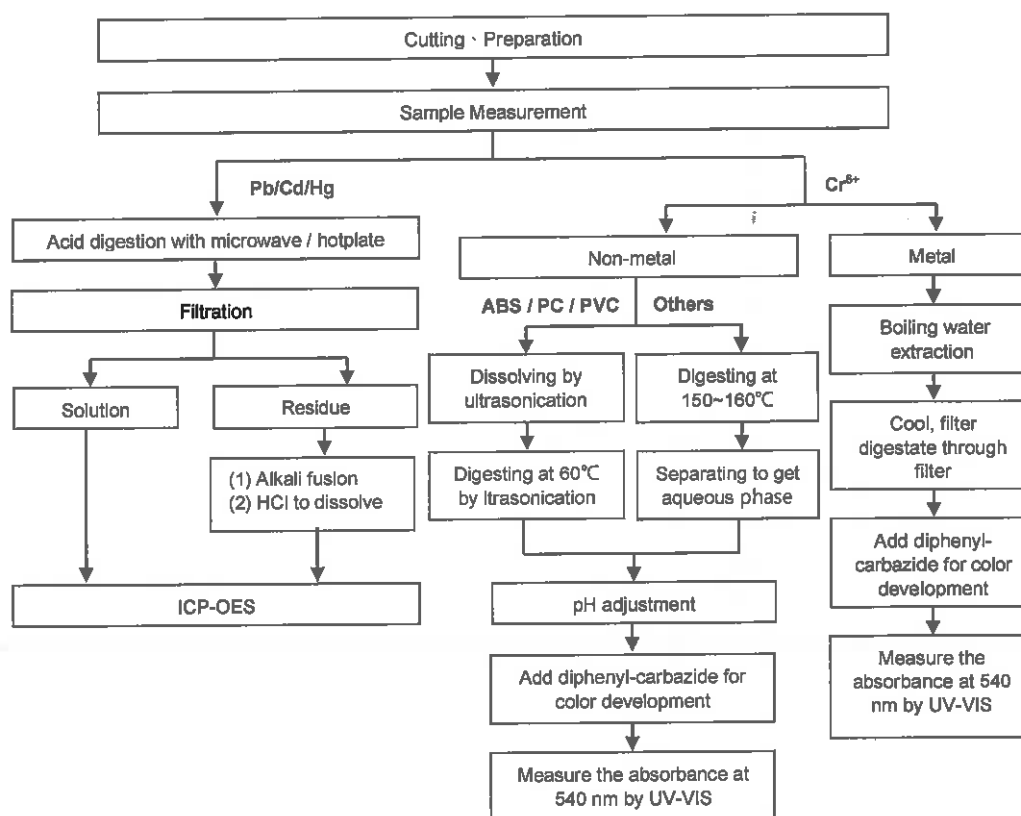 Cutting、Preparation
Sample Measurement
Pb/Cd/Hg
Cr⁶⁺
Acid digestion with microwave / hotplate
Non-metal
Metal
Filtration
ABS / PC / PVC
Others
Boiling water
extraction
Solution
Residue
Dissolving by
ultrasonication
Digesting at
150~160℃
Cool, filter
digestate through
filter
(1) Alkali fusion
(2) HCl to dissolve
Digesting at 60℃
by ltrasonication
Separating to get
aqueous phase
Add diphenyl-
carbazide for color
development
ICP-OES
pH adjustment
Measure the
absorbance at 540
nm by UV-VIS
Add diphenyl-carbazide for
color development
Measure the absorbance at
540 nm by UV-VIS